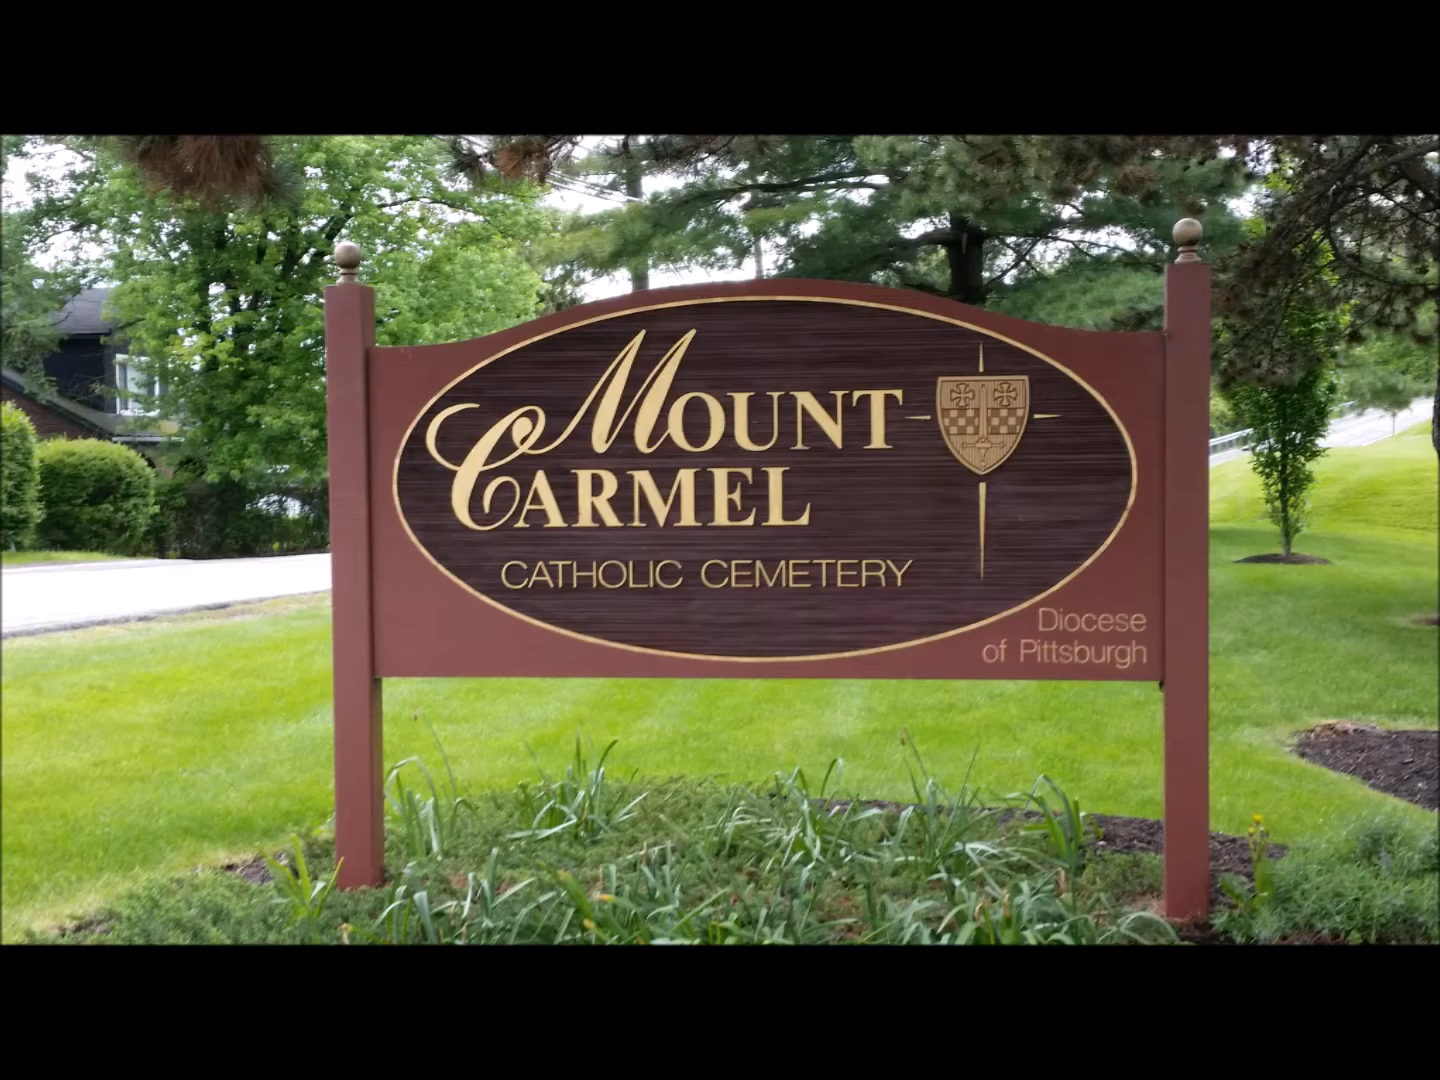 MOUNT
CARMEL
CATHOLIC CEMETERY
Diocese
of Pittsburgh